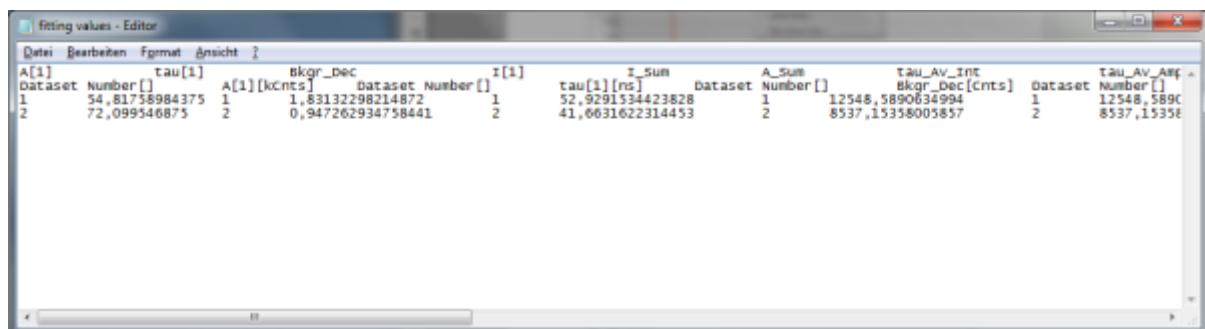 fitting values - Editor
Datei Bearbeiten Format Ansicht ?
A[1] tau[1] Bkgr_Dec I[1] I_Sum A_Sum tau_Av_Int tau_Av_Amp
Dataset Number[] A[1][kCnts] Dataset Number[] tau[1][ns] Dataset Number[] Bkgr_Dec[Cnts] Dataset Number[]
1 54,81758984375 1 1,83132298214872 1 52,9291534423828 1 12548,5890634994 1 12548,5890
2 72,099546875 2 0,947262934758441 2 41,6631622314453 2 8537,15358005857 2 8537,15358